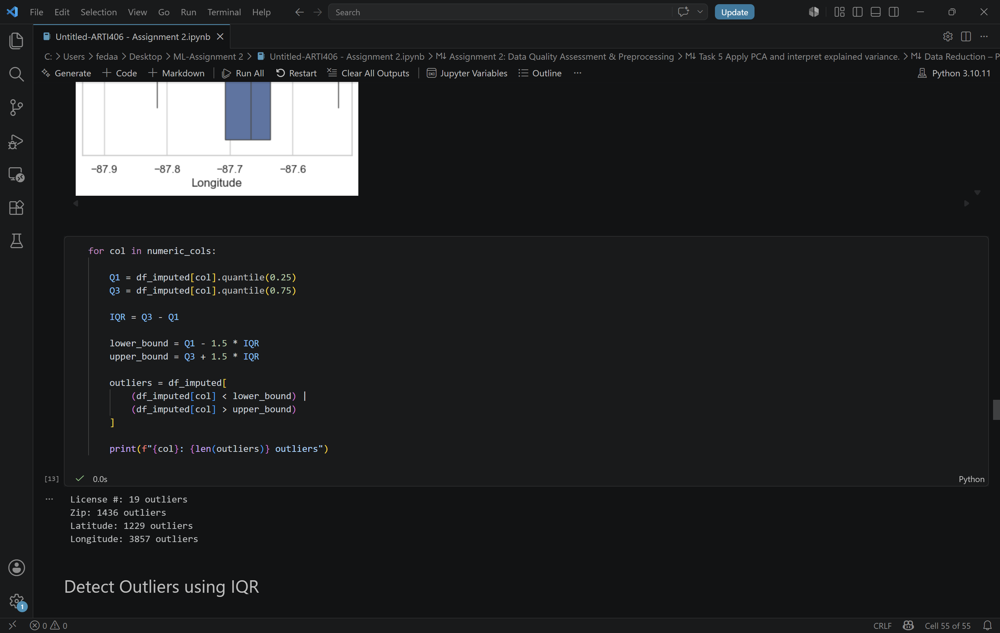 File Edit Selection View Go Run Terminal Help Search Update
Untitled-ARTI406 - Assignment 2.ipynb
C: > Users > fedaa > Desktop > ML-Assignment 2 > Untitled-ARTI406 - Assignment 2.ipynb > M↓ Assignment 2: Data Quality Assessment & Preprocessing > M↓ Task 5 Apply PCA and interpret explained variance. > M↓ Data Reduction – P
Generate + Code + Markdown Run All Restart Clear All Outputs Jupyter Variables Outline ... Python 3.10.11
−87.9 −87.8 −87.7 −87.6
Longitude
for col in numeric_cols:
Q1 = df_imputed[col].quantile(0.25)
Q3 = df_imputed[col].quantile(0.75)
IQR = Q3 - Q1
lower_bound = Q1 - 1.5 * IQR
upper_bound = Q3 + 1.5 * IQR
outliers = df_imputed[
(df_imputed[col] < lower_bound) |
(df_imputed[col] > upper_bound)
]
print(f"{col}: {len(outliers)} outliers")
[13] 0.0s Python
... License #: 19 outliers
Zip: 1436 outliers
Latitude: 1229 outliers
Longitude: 3857 outliers
Detect Outliers using IQR
1
0 0 CRLF Cell 55 of 55